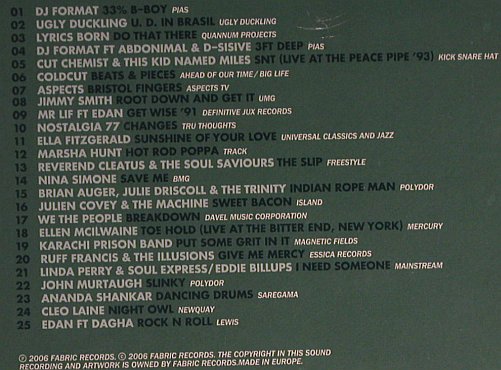 01 DJ FORMAT 33% B-BOY PIAS
02 UGLY DUCKLING U. D. IN BRASIL UGLY DUCKLING
03 LYRICS BORN DO THAT THERE QUANNUM PROJECTS
04 DJ FORMAT FT ABDONIMAL & D-SISIVE 3FT DEEP PIAS
05 CUT CHEMIST & THIS KID NAMED MILES SNT (LIVE AT THE PEACE PIPE '93) KICK SNARE HAT
06 COLDCUT BEATS & PIECES AHEAD OF OUR TIME / BIG LIFE
07 ASPECTS BRISTOL FINGERS ASPECTS TV
08 JIMMY SMITH ROOT DOWN AND GET IT UMG
09 MR LIF FT EDAN GET WISE '91 DEFINITIVE JUX RECORDS
10 NOSTALGIA 77 CHANGES TRU THOUGHTS
11 ELLA FITZGERALD SUNSHINE OF YOUR LOVE UNIVERSAL CLASSICS AND JAZZ
12 MARSHA HUNT HOT ROD POPPA TRACK
13 REVEREND CLEATUS & THE SOUL SAVIOURS THE SLIP FREESTYLE
14 NINA SIMONE SAVE ME BMG
15 BRIAN AUGER, JULIE DRISCOLL & THE TRINITY INDIAN ROPE MAN POLYDOR
16 JULIEN COVEY & THE MACHINE SWEET BACON ISLAND
17 WE THE PEOPLE BREAKDOWN DAVEL MUSIC CORPORATION
18 ELLEN MCILWAINE TOE HOLD (LIVE AT THE BITTER END, NEW YORK) MERCURY
19 KARACHI PRISON BAND PUT SOME GRIT IN IT MAGNETIC FIELDS
20 RUFF FRANCIS & THE ILLUSIONS GIVE ME MERCY ESSICA RECORDS
21 LINDA PERRY & SOUL EXPRESS / EDDIE BILLUPS I NEED SOMEONE MAINSTREAM
22 JOHN MURTAUGH SLINKY POLYDOR
23 ANANDA SHANKAR DANCING DRUMS SAREGAMA
24 CLEO LAINE NIGHT OWL NEWQUAY
25 EDAN FT DAGHA ROCK N ROLL LEWIS
℗ 2006 FABRIC RECORDS. © 2006 FABRIC RECORDS. THE COPYRIGHT IN THIS SOUND
RECORDING AND ARTWORK IS OWNED BY FABRIC RECORDS.MADE IN EUROPE.